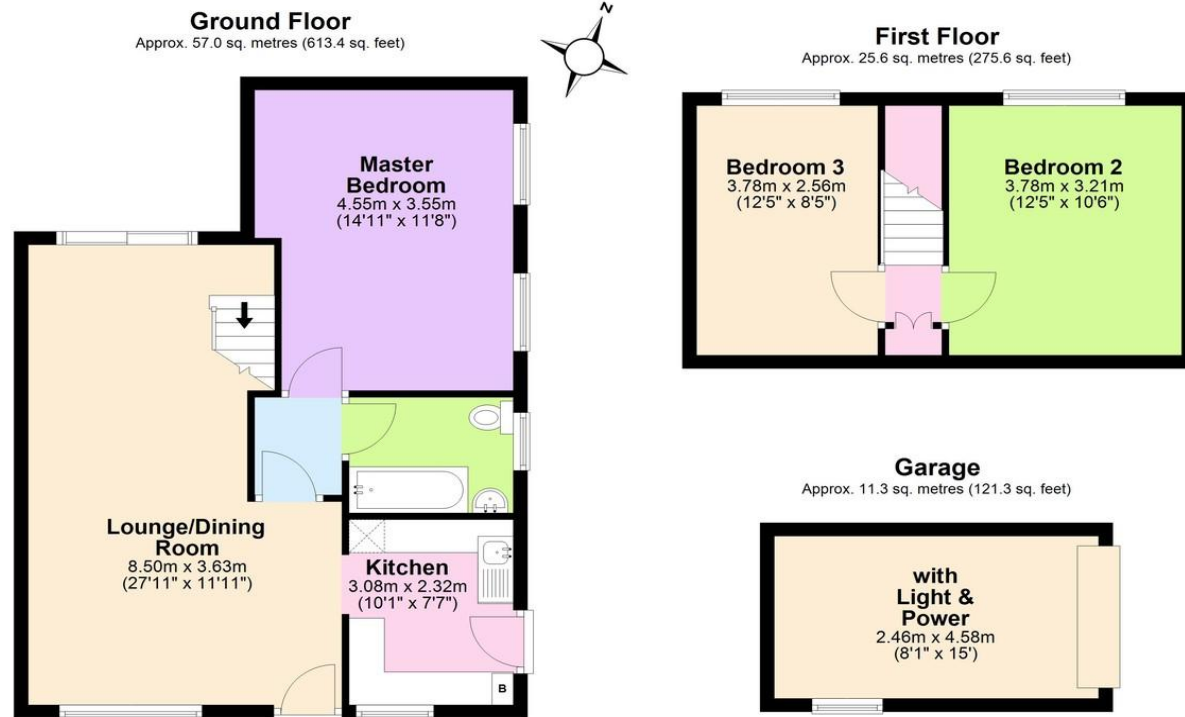 Ground Floor
Approx. 57.0 sq. metres (613.4 sq. feet)
N
Master
Bedroom
4.55m x 3.55m
(14'11" x 11'8")
Lounge/Dining
Room
8.50m x 3.63m
(27'11" x 11'11")
Kitchen
3.08m x 2.32m
(10'1" x 7'7")
B
First Floor
Approx. 25.6 sq. metres (275.6 sq. feet)
Bedroom 3
3.78m x 2.56m
(12'5" x 8'5")
Bedroom 2
3.78m x 3.21m
(12'5" x 10'6")
Garage
Approx. 11.3 sq. metres (121.3 sq. feet)
with
Light &
Power
2.46m x 4.58m
(8'1" x 15')